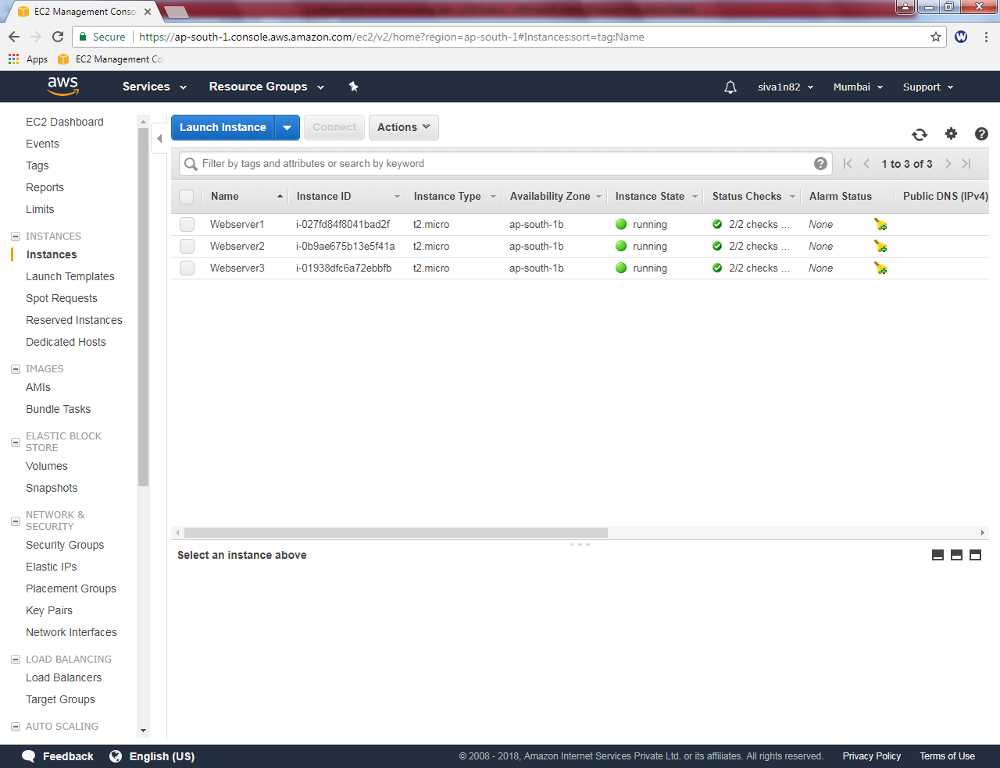 EC2 Management Conso
Secure https://ap-south-1.console.aws.amazon.com/ec2/v2/home?region=ap-south-1#Instances:sort=tag:Name
Apps EC2 Management Co
aws Services Resource Groups siva1n82 Mumbai Support
EC2 Dashboard
Events
Tags
Reports
Limits
INSTANCES
Instances
Launch Templates
Spot Requests
Reserved Instances
Dedicated Hosts
IMAGES
AMIs
Bundle Tasks
ELASTIC BLOCK
STORE
Volumes
Snapshots
NETWORK &
SECURITY
Security Groups
Elastic IPs
Placement Groups
Key Pairs
Network Interfaces
LOAD BALANCING
Load Balancers
Target Groups
AUTO SCALING
Launch Instance Connect Actions
Filter by tags and attributes or search by keyword 1 to 3 of 3
Name Instance ID Instance Type Availability Zone Instance State Status Checks Alarm Status Public DNS (IPv4)
Webserver1 i-027fd84f8041bad2f t2.micro ap-south-1b running 2/2 checks ... None
Webserver2 i-0b9ae675b13e5f41a t2.micro ap-south-1b running 2/2 checks ... None
Webserver3 i-01938dfc6a72ebbfb t2.micro ap-south-1b running 2/2 checks ... None
Select an instance above
Feedback English (US) © 2008 - 2018, Amazon Internet Services Private Ltd. or its affiliates. All rights reserved. Privacy Policy Terms of Use